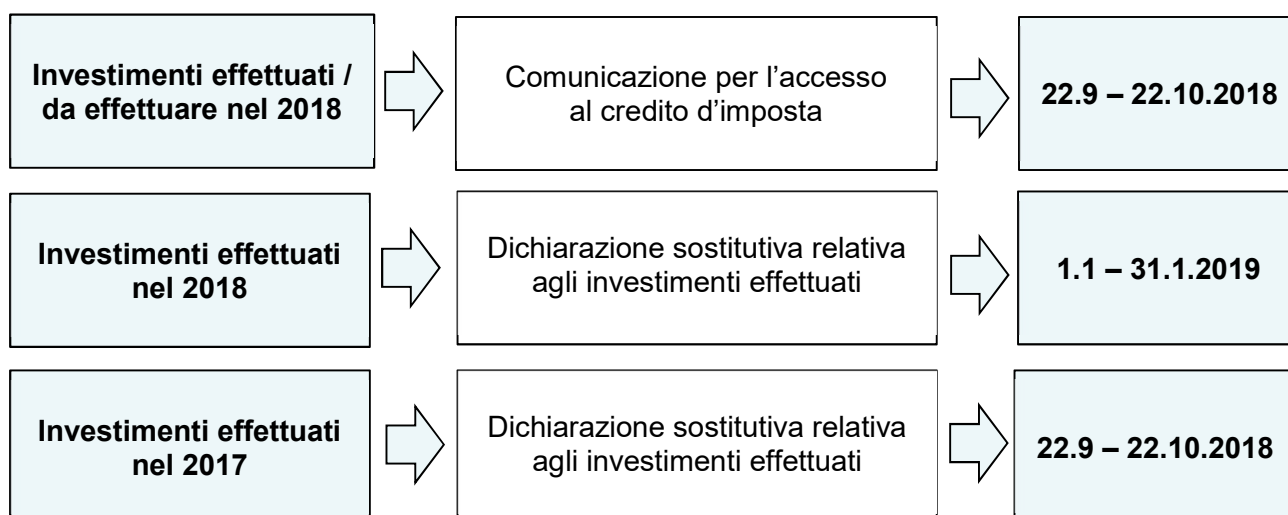 Investimenti effettuati /
da effettuare nel 2018
Comunicazione per l’accesso
al credito d’imposta
22.9 – 22.10.2018
Investimenti effettuati
nel 2018
Dichiarazione sostitutiva relativa
agli investimenti effettuati
1.1 – 31.1.2019
Investimenti effettuati
nel 2017
Dichiarazione sostitutiva relativa
agli investimenti effettuati
22.9 – 22.10.2018